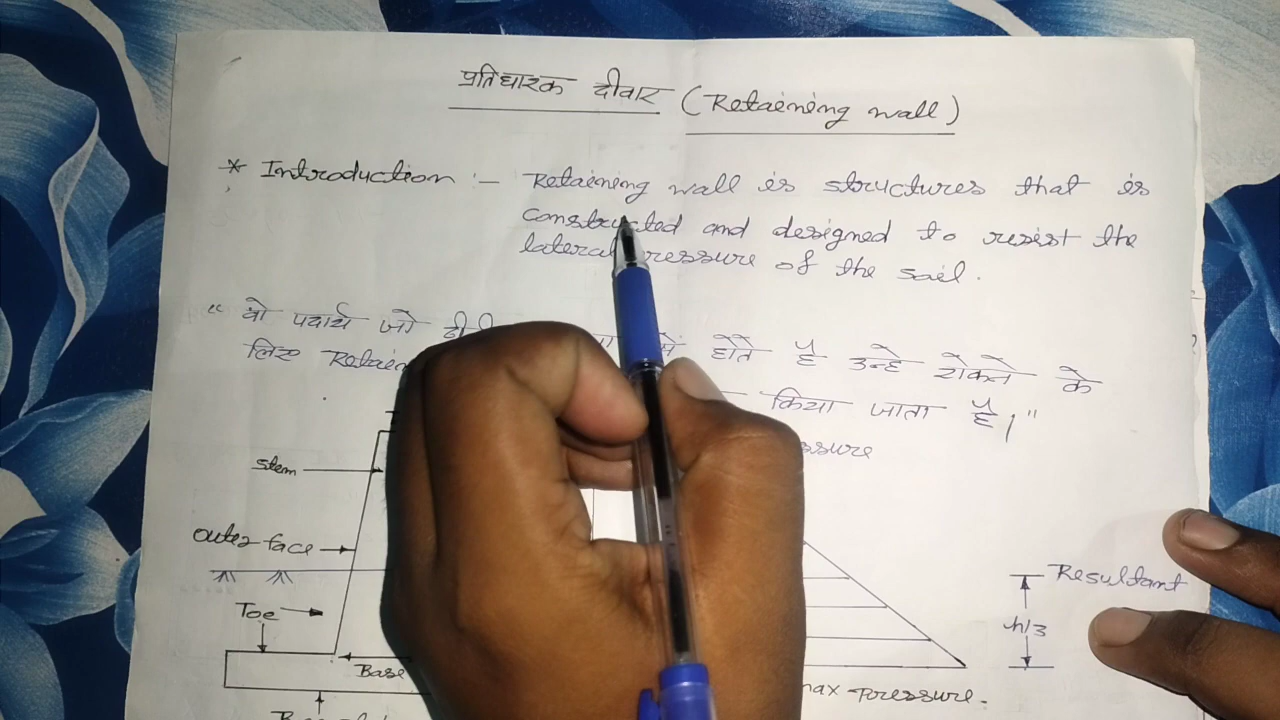 प्रतिधारक दीवार (Retaining wall)
* Introduction :- Retaining wall is structures that is
constructed and designed to resist the
lateral pressure of the soil.
" वो पदार्थ जो होते है उन्हे रोकने के
लिए
किया जाता है।"
stem
outer face
Toe
Base
Resultant
h/3
max pressure.